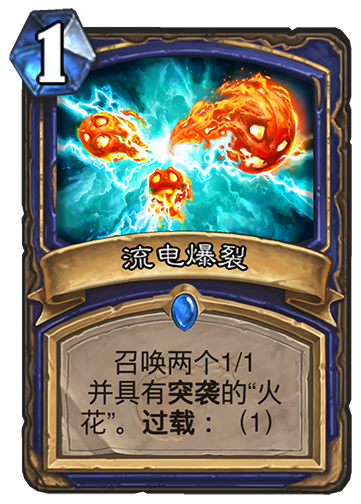 1
流电爆裂
召唤两个1/1
并具有突袭的“火
花”。过载：（1）